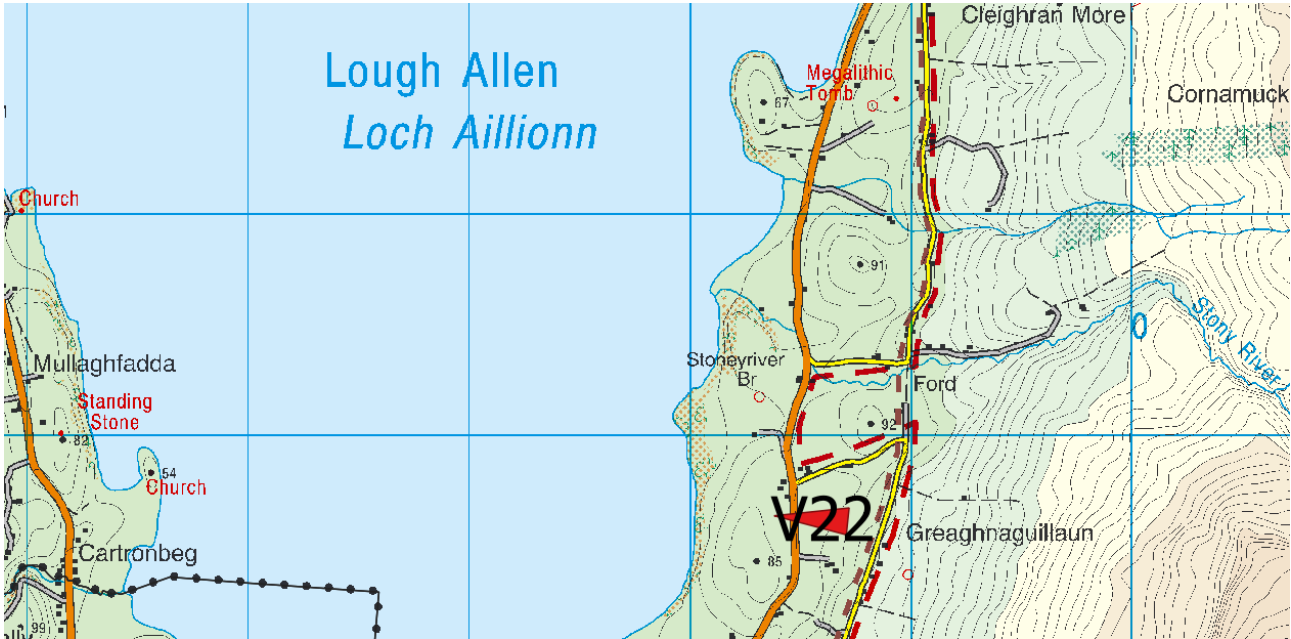 Cleighran More
Lough Allen
Loch Aillionn
Megalithic
Tomb
67
Cornamuck
Church
91
Stony River
0
Mullaghfadda
Stoneyriver
Br
Ford
Standing
Stone
82
92
54
Church
V22
Greaghnaguillaun
Cartronbeg
85
99